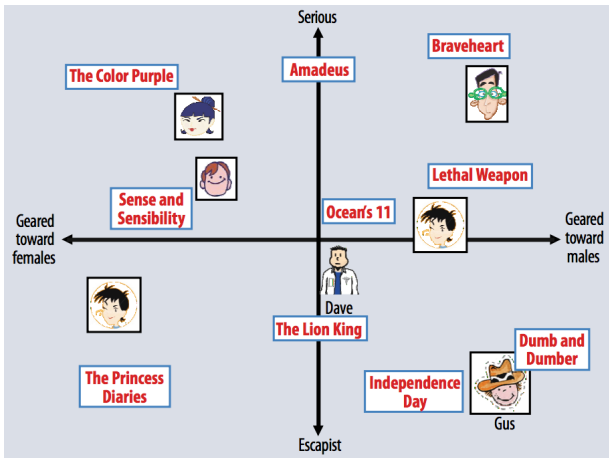 Serious
Braveheart
The Color Purple
Amadeus
Lethal Weapon
Sense and
Sensibility
Ocean's 11
Geared
toward
females
Geared
toward
males
Dave
The Lion King
Dumb and
Dumber
The Princess
Diaries
Independence
Day
Gus
Escapist